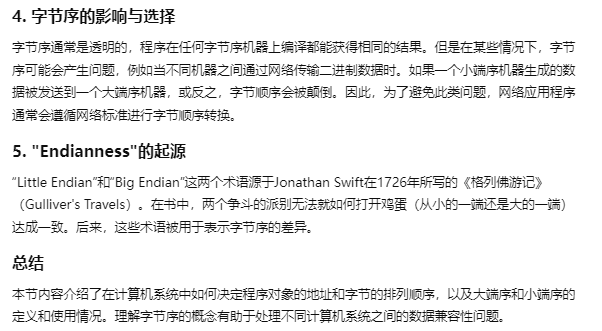 4. 字节序的影响与选择
字节序通常是透明的，程序在任何字节序机器上编译都能获得相同的结果。但是在某些情况下，字节
序可能会产生问题，例如当不同机器之间通过网络传输二进制数据时。如果一个小端序机器生成的数
据被发送到一个大端序机器，或反之，字节顺序会被颠倒。因此，为了避免此类问题，网络应用程序
通常会遵循网络标准进行字节顺序转换。
5. "Endianness"的起源
“Little Endian”和“Big Endian”这两个术语源于Jonathan Swift在1726年所写的《格列佛游记》
（Gulliver's Travels）。在书中，两个争斗的派别无法就如何打开鸡蛋（从小的一端还是大的一端）
达成一致。后来，这些术语被用于表示字节序的差异。
总结
本节内容介绍了在计算机系统中如何决定程序对象的地址和字节的排列顺序，以及大端序和小端序的
定义和使用情况。理解字节序的概念有助于处理不同计算机系统之间的数据兼容性问题。